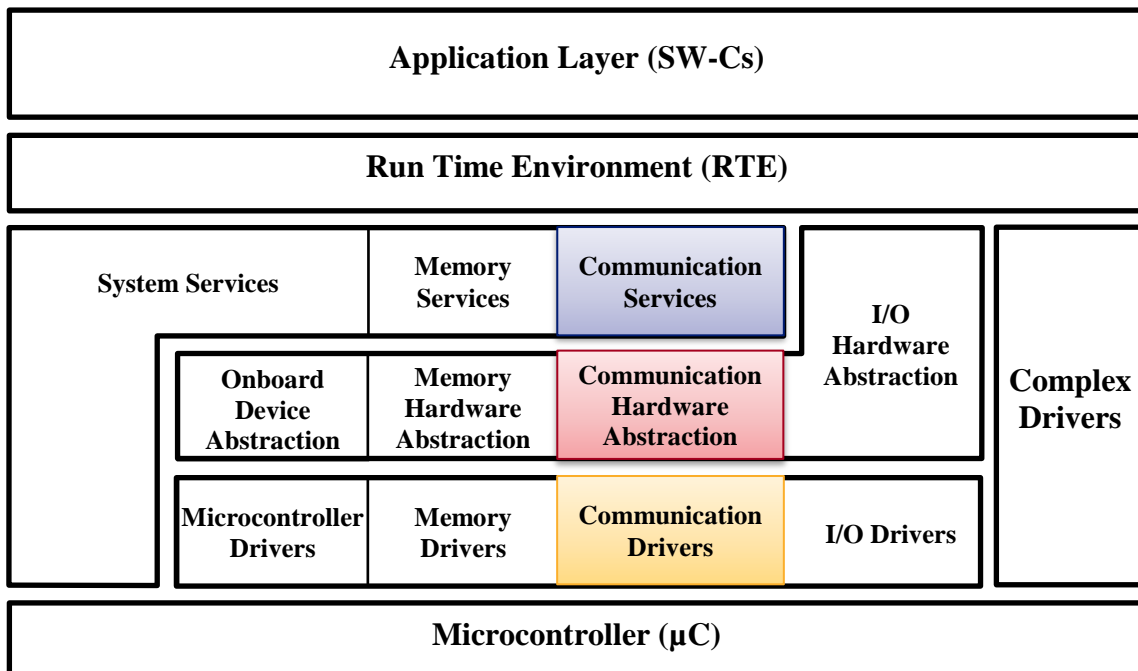 Application Layer (SW-Cs)
Run Time Environment (RTE)
System Services
Memory
Services
Communication
Services
I/O
Hardware
Abstraction
Complex
Drivers
Onboard
Device
Abstraction
Memory
Hardware
Abstraction
Communication
Hardware
Abstraction
Microcontroller
Drivers
Memory
Drivers
Communication
Drivers
I/O Drivers
Microcontroller (µC)